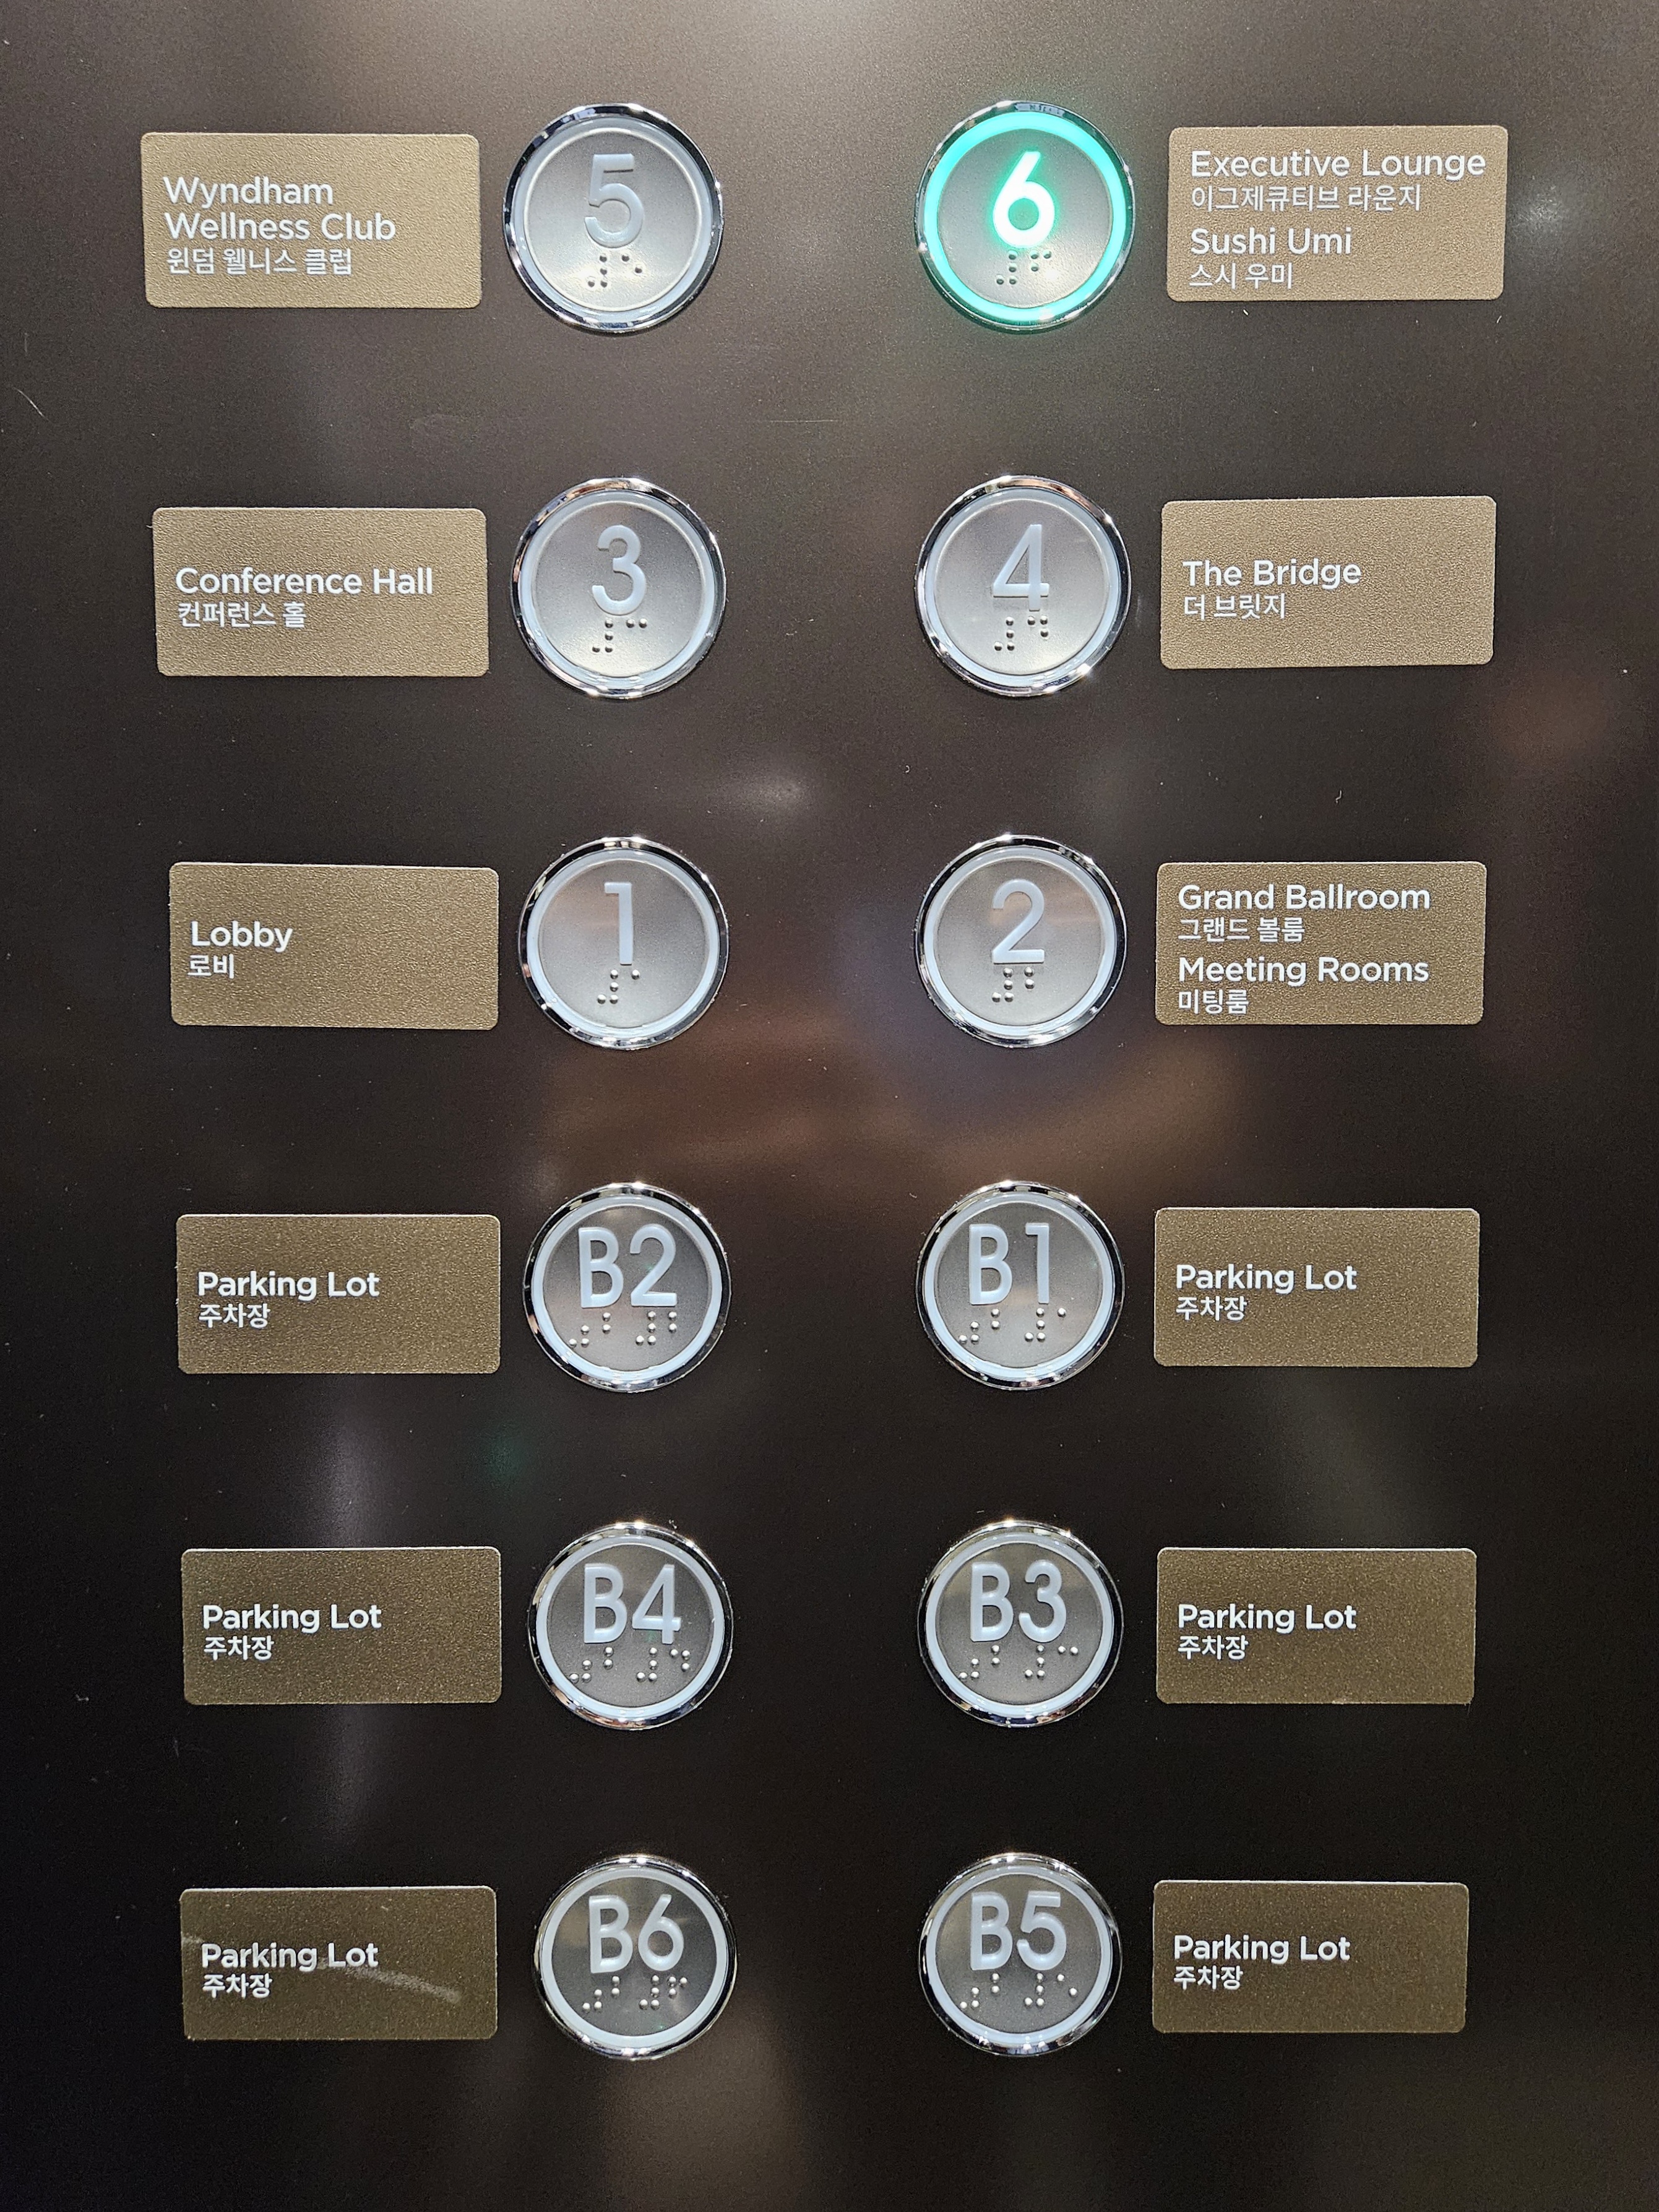 Wyndham
Wellness Club
윈덤 웰니스 클럽
5
6
Executive Lounge
이그제큐티브 라운지
Sushi Umi
스시 우미
Conference Hall
컨퍼런스 홀
3
4
The Bridge
더 브릿지
Lobby
로비
1
2
Grand Ballroom
그랜드 볼룸
Meeting Rooms
미팅룸
Parking Lot
주차장
B2
B1
Parking Lot
주차장
Parking Lot
주차장
B4
B3
Parking Lot
주차장
Parking Lot
주차장
B6
B5
Parking Lot
주차장